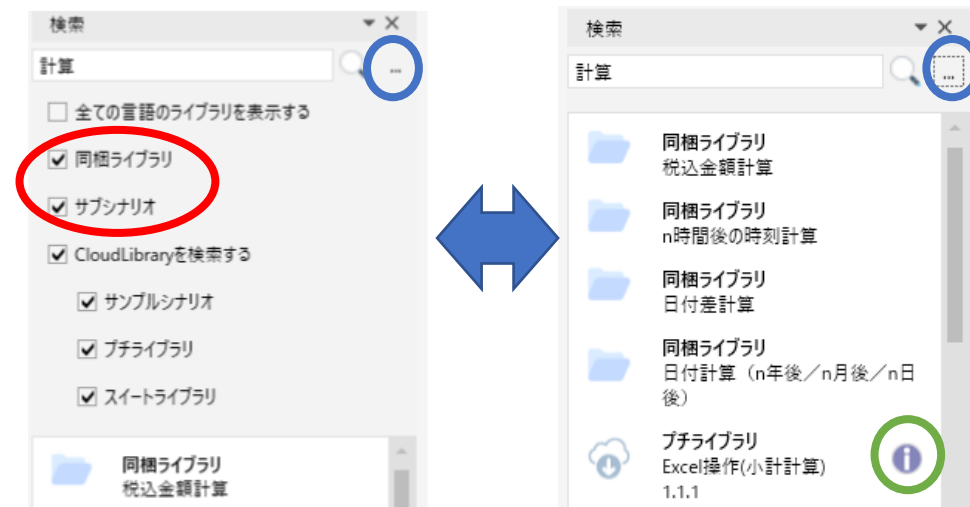 検索
計算
...
全ての言語のライブラリを表示する
同梱ライブラリ
サブシナリオ
CloudLibraryを検索する
サンプルシナリオ
プチライブラリ
スイートライブラリ
同梱ライブラリ
税込金額計算
検索
計算
...
同梱ライブラリ
税込金額計算
同梱ライブラリ
n時間後の時刻計算
同梱ライブラリ
日付差計算
同梱ライブラリ
日付計算（n年後／n月後／n日
後）
プチライブラリ
Excel操作(小計計算)
1.1.1